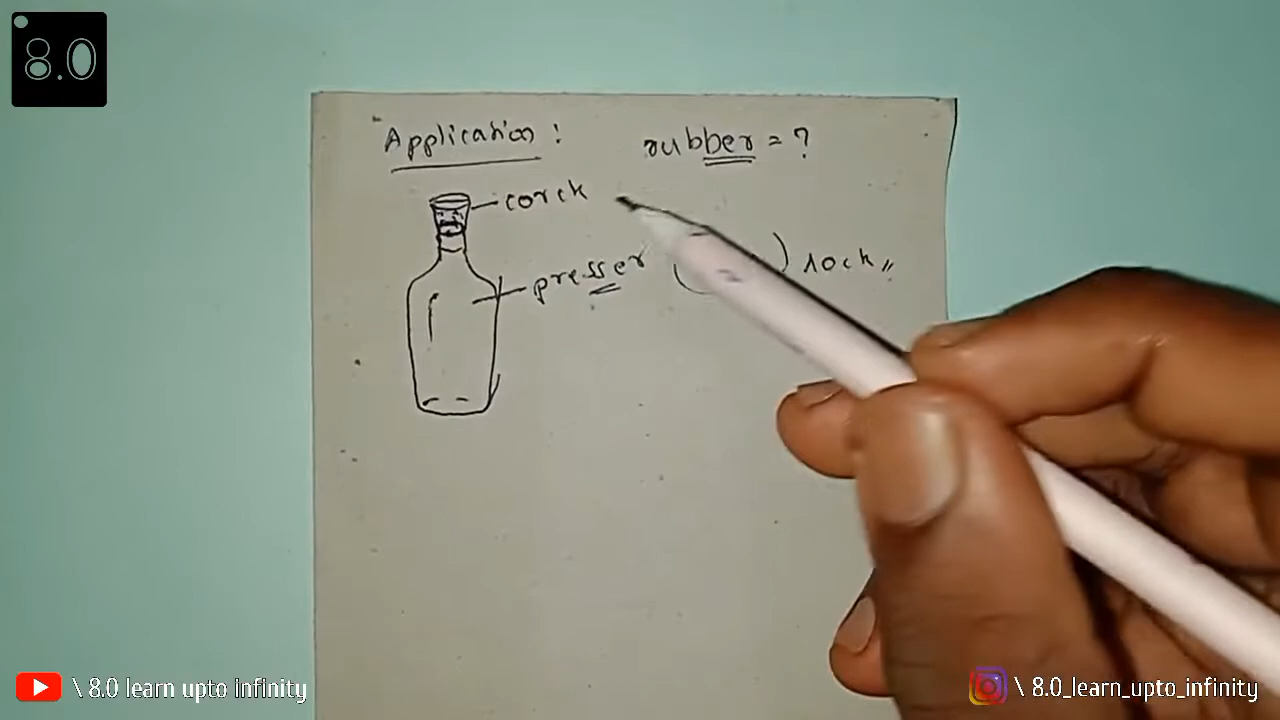 8.0
Application : rubber = ?
corck
presser ( ) lock
\ 8.0 learn upto infinity
\ 8.0_learn_upto_infinity